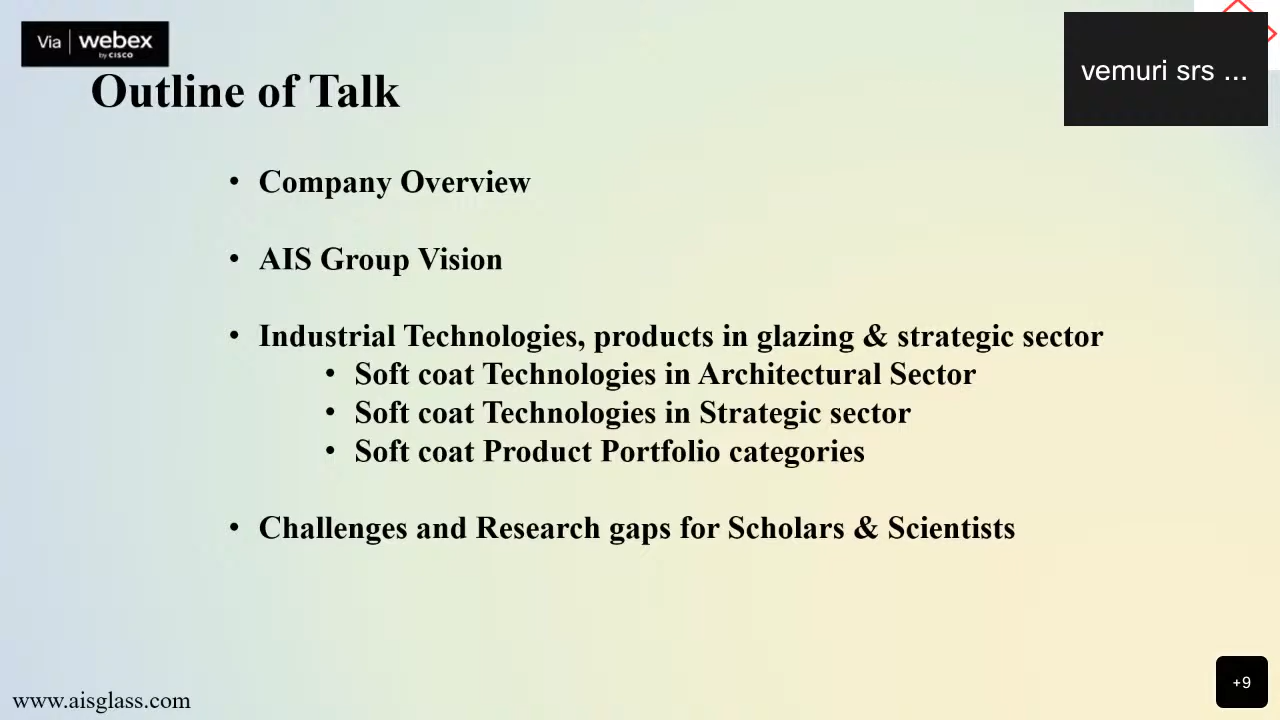 Via webex
by CISCO
vemuri srs ...
Outline of Talk
• Company Overview
• AIS Group Vision
• Industrial Technologies, products in glazing & strategic sector
• Soft coat Technologies in Architectural Sector
• Soft coat Technologies in Strategic sector
• Soft coat Product Portfolio categories
• Challenges and Research gaps for Scholars & Scientists
+9
www.aisglass.com